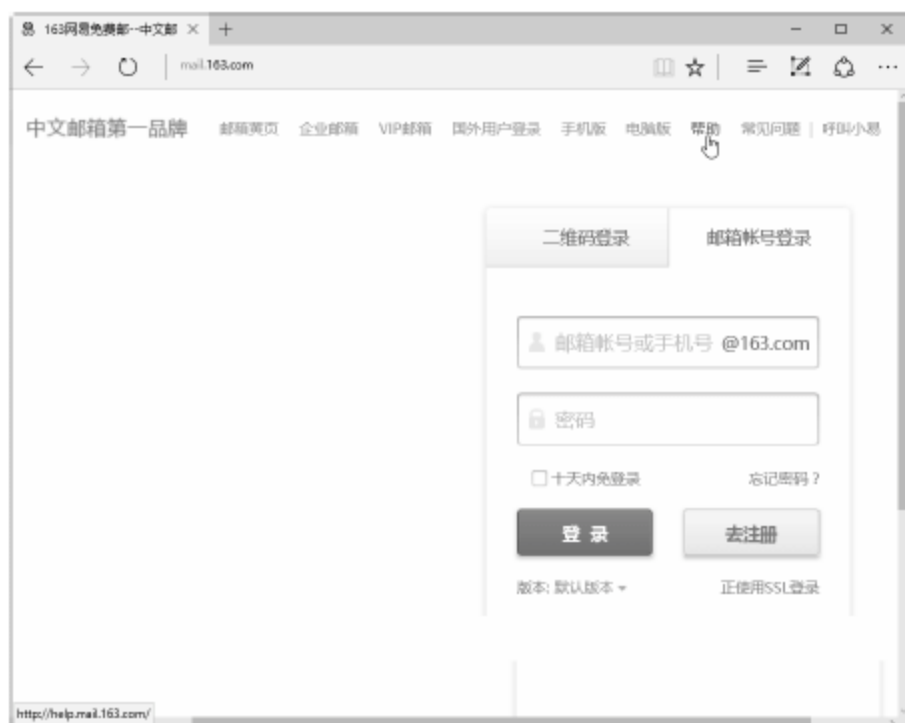 163网易免费邮--中文邮
mail.163.com
中文邮箱第一品牌 邮箱黄页 企业邮箱 VIP邮箱 国外用户登录 手机版 电脑版 帮助 常见问题 | 呼叫小易
二维码登录 邮箱帐号登录
邮箱帐号或手机号 @163.com
密码
十天内免登录 忘记密码?
登 录 去注册
版本: 默认版本 正使用SSL登录
http://help.mail.163.com/